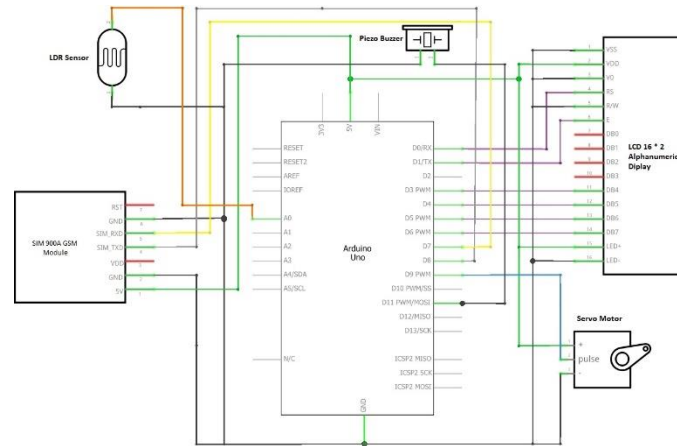 LDR Sensor
Piezo Buzzer
LCD 16 * 2
Alphanumeric
Diplay
VSS
VDD
VO
RS
R/W
E
DB0
DB1
DB2
DB3
DB4
DB5
DB6
DB7
LED+
LED-
SIM 900A GSM
Module
RST
GND
SIM_RXD
SIM_TXD
VDD
GND
5V
3V3
5V
VIN
RESET
RESET2
AREF
IOREF
A0
A1
A2
A3
A4/SDA
A5/SCL
N/C
Arduino
Uno
D0/RX
D1/TX
D2
D3 PWM
D4
D5 PWM
D6 PWM
D7
D8
D9 PWM
D10 PWM/SS
D11 PWM/MOSI
D12/MISO
D13/SCK
ICSP2 MISO
ICSP2 SCK
ICSP2 MOSI
GND
Servo Motor
+
pulse
-